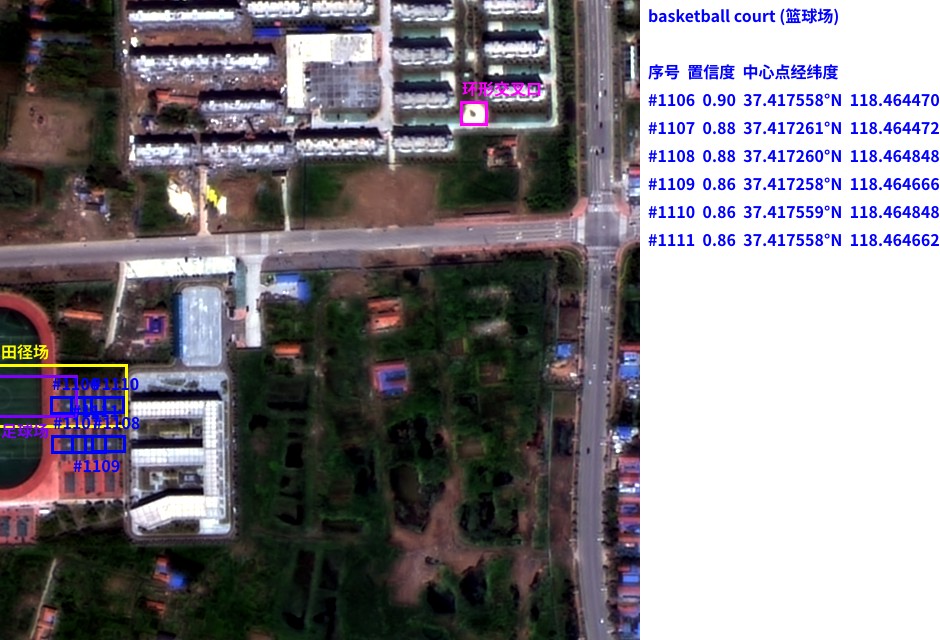 basketball court (篮球场)
序号 置信度 中心点经纬度
#1106 0.90 37.417558°N 118.464470
#1107 0.88 37.417261°N 118.464472
#1108 0.88 37.417260°N 118.464848
#1109 0.86 37.417258°N 118.464666
#1110 0.86 37.417559°N 118.464848
#1111 0.86 37.417558°N 118.464662
环形交叉口
田径场
#1110
足球场
#1108
#1109